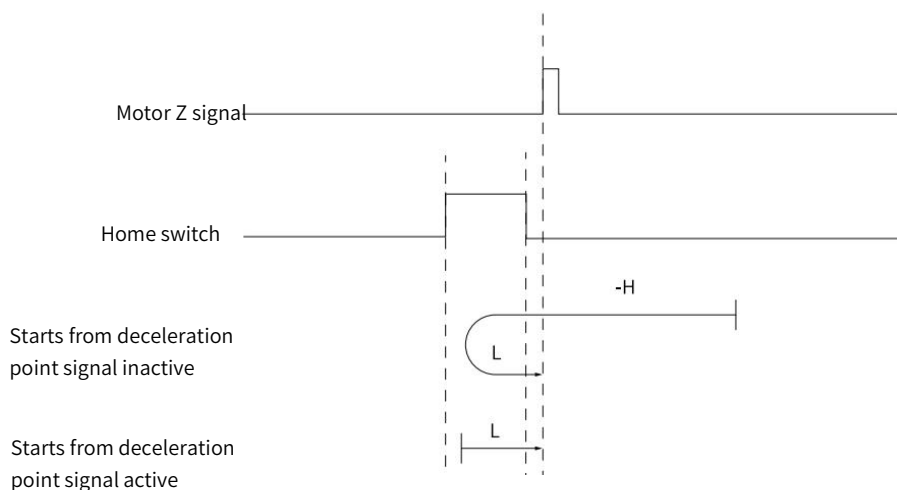 Motor Z signal
Home switch
-H
Starts from deceleration
point signal inactive
L
Starts from deceleration
point signal active
L